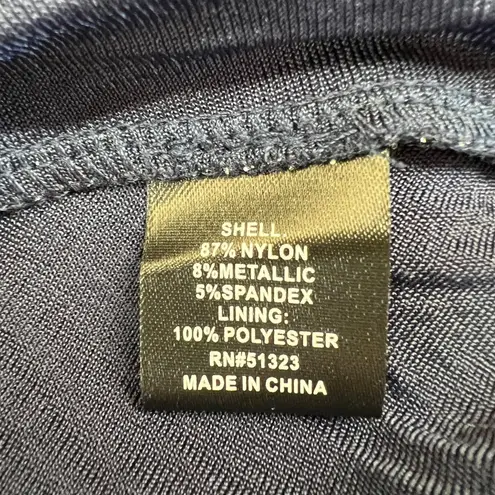 SHELL.
87% NYLON
8%METALLIC
5%SPANDEX
LINING:
100% POLYESTER
RN#51323
MADE IN CHINA